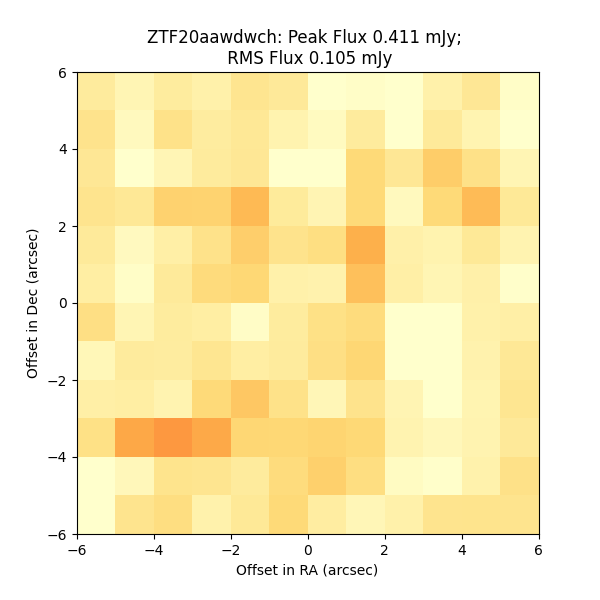 ZTF20aawdwch: Peak Flux 0.411 mJy;
RMS Flux 0.105 mJy
6
4
2
0
−2
−4
−6
Offset in Dec (arcsec)
−6 −4 −2 0 2 4 6
Offset in RA (arcsec)